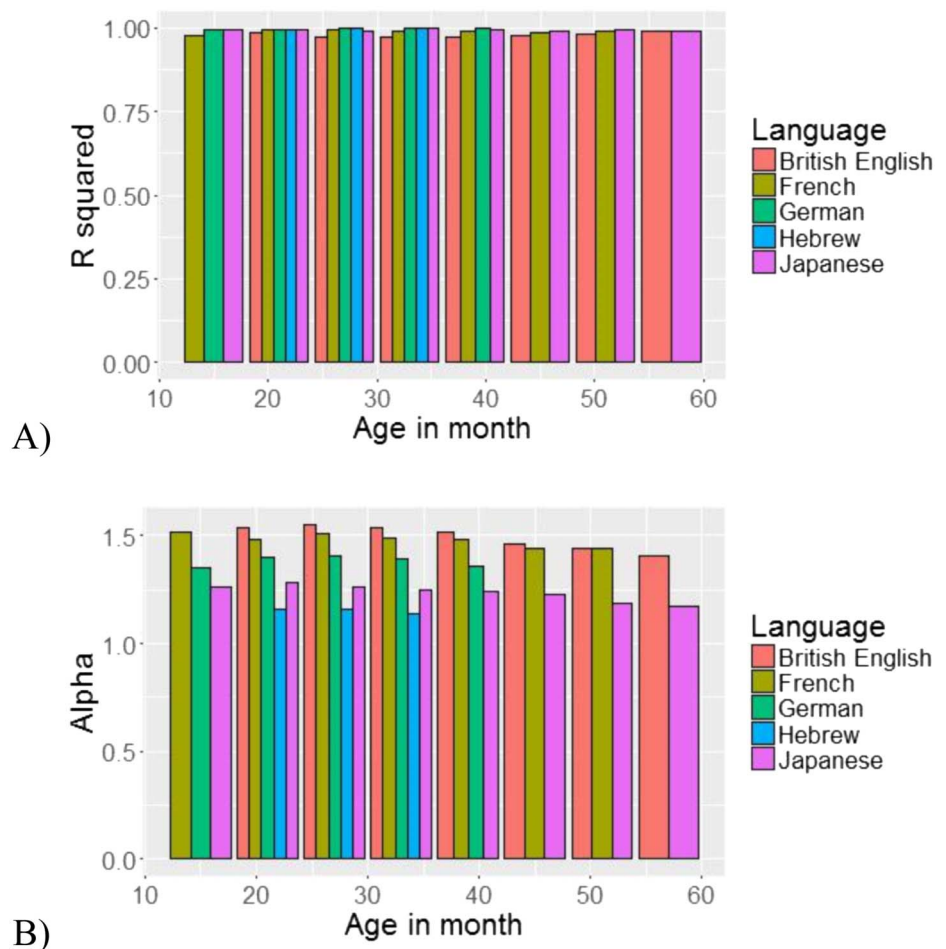 1.00
0.75
0.50
0.25
0.00
R squared
10 20 30 40 50 60
Age in month
Language
British English
French
German
Hebrew
Japanese
A)
1.5
1.0
0.5
0.0
Alpha
10 20 30 40 50 60
Age in month
Language
British English
French
German
Hebrew
Japanese
B)